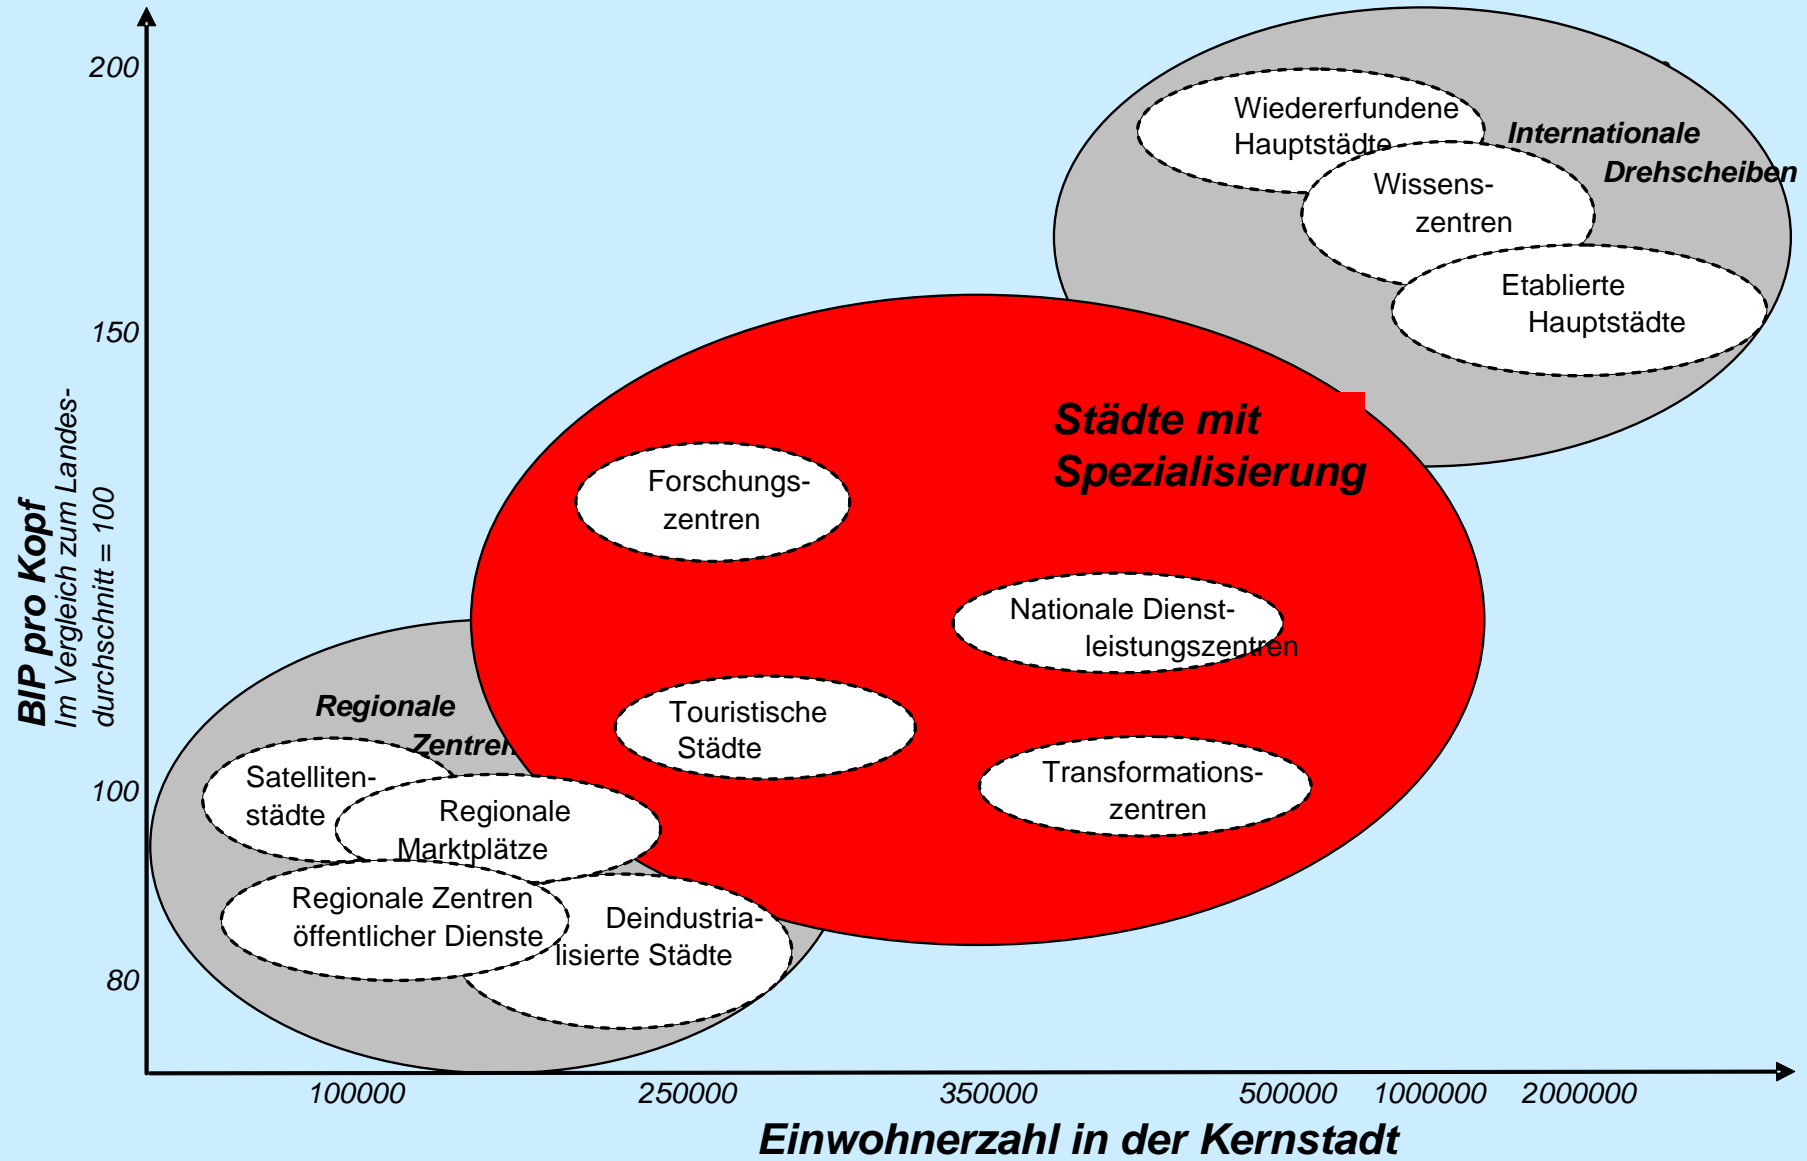 200
150
100
80
BIP pro Kopf
Im Vergleich zum Landes-
durchschnitt = 100
Wiedererfundene
Hauptstädte
Internationale
Drehscheiben
Wissens-
zentren
Etablierte
Hauptstädte
Städte mit
Spezialisierung
Forschungs-
zentren
Nationale Dienst-
leistungszentren
Touristische
Städte
Transformations-
zentren
Regionale
Zentren
Satelliten-
städte
Regionale
Marktplätze
Regionale Zentren
öffentlicher Dienste
Deindustria-
lisierte Städte
100000
250000
350000
500000
1000000
2000000
Einwohnerzahl in der Kernstadt